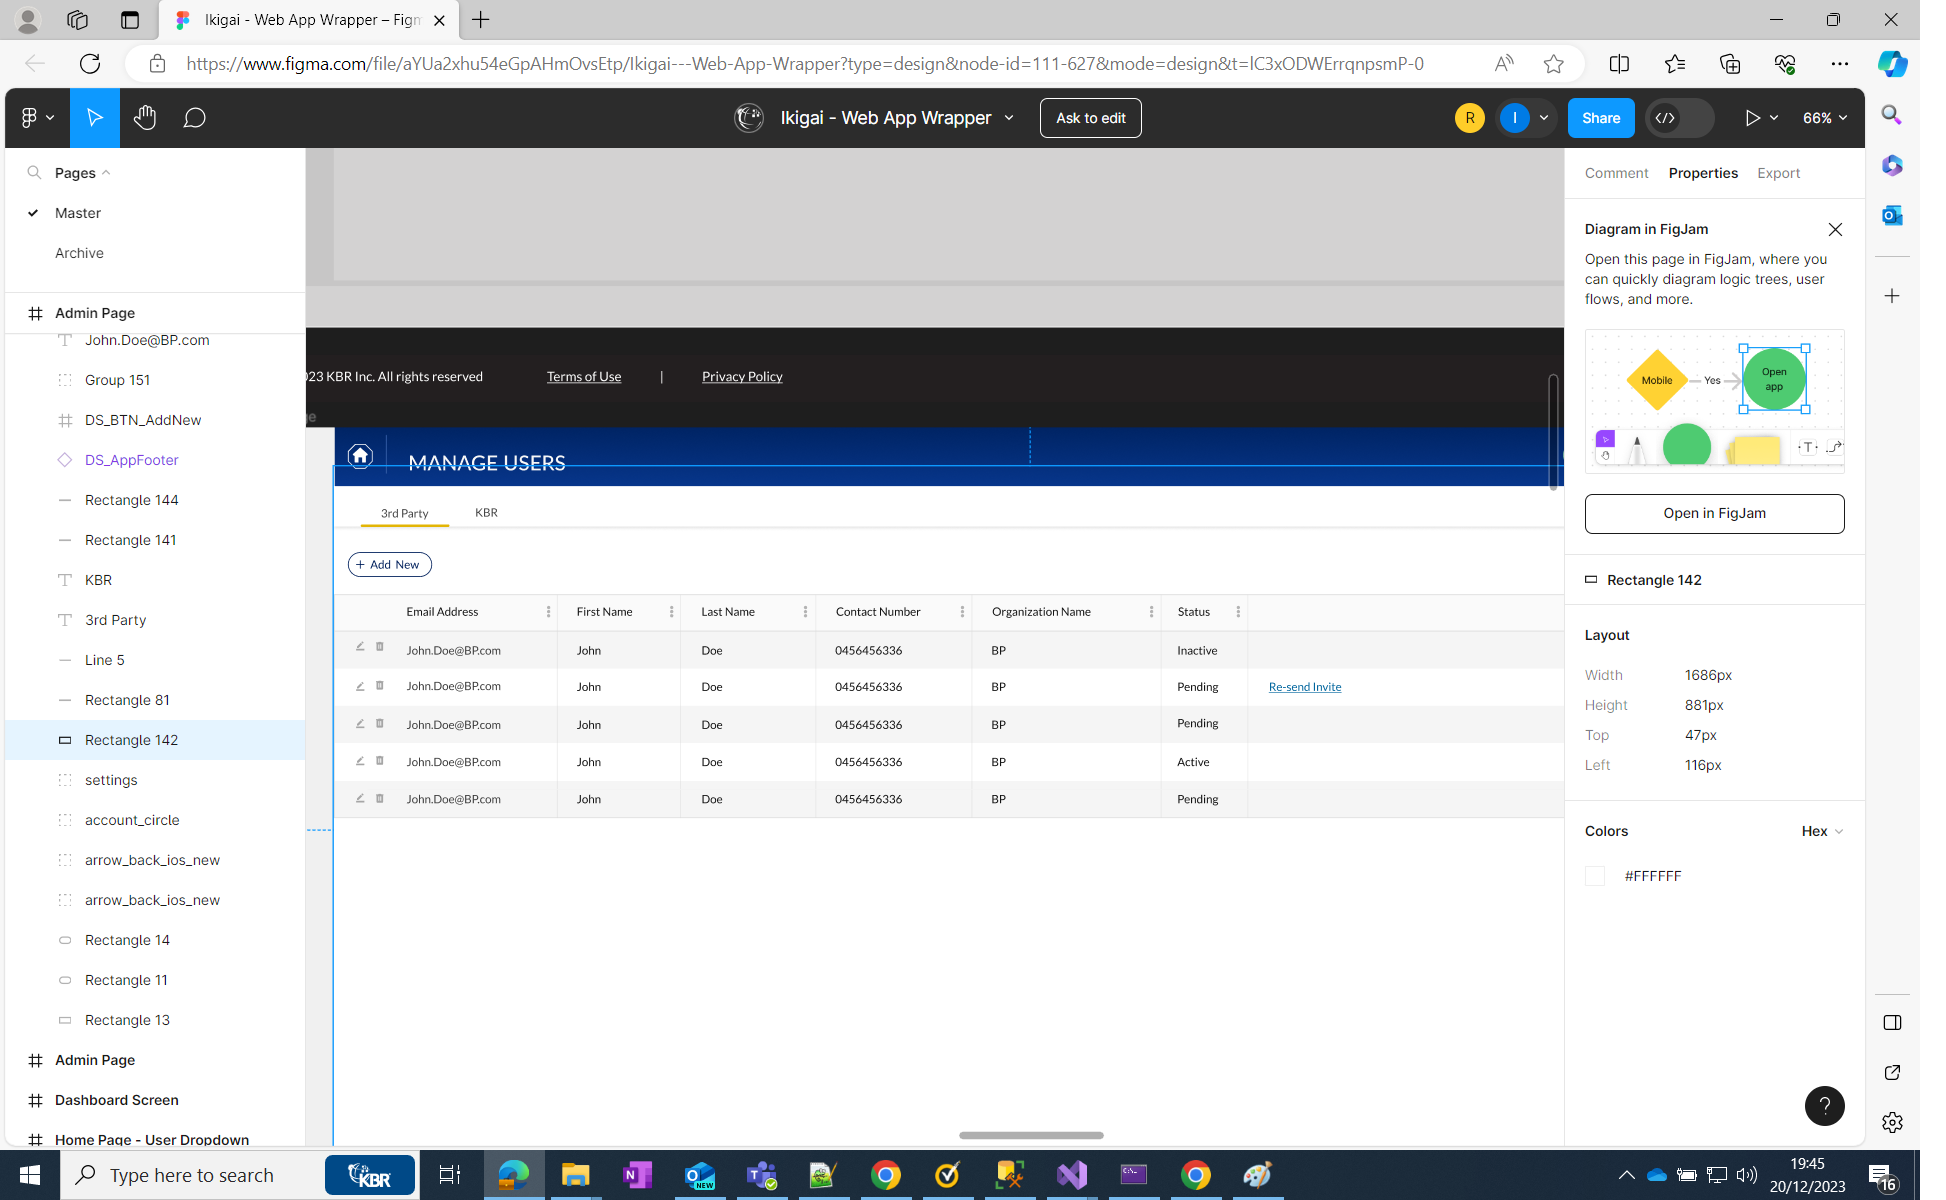 Ikigai - Web App Wrapper – Figm
https://www.figma.com/file/aYUa2xhu54eGpAHmOvsEtp/Ikigai---Web-App-Wrapper?type=design&node-id=111-627&mode=design&t=lC3xODWErrqnpsmP-0
Ikigai - Web App Wrapper
Ask to edit
R
I
Share
66%
Pages
Master
Archive
Admin Page
John.Doe@BP.com
Group 151
DS_BTN_AddNew
DS_AppFooter
Rectangle 144
Rectangle 141
KBR
3rd Party
Line 5
Rectangle 81
Rectangle 142
settings
account_circle
arrow_back_ios_new
arrow_back_ios_new
Rectangle 14
Rectangle 11
Rectangle 13
Admin Page
Dashboard Screen
Home Page - User Dropdown
023 KBR Inc. All rights reserved Terms of Use | Privacy Policy
ge
MANAGE USERS
3rd Party KBR
+ Add New
Email Address First Name Last Name Contact Number Organization Name Status
John.Doe@BP.com John Doe 0456456336 BP Inactive
John.Doe@BP.com John Doe 0456456336 BP Pending Re-send Invite
John.Doe@BP.com John Doe 0456456336 BP Pending
John.Doe@BP.com John Doe 0456456336 BP Active
John.Doe@BP.com John Doe 0456456336 BP Pending
Comment Properties Export
Diagram in FigJam
Open this page in FigJam, where you
can quickly diagram logic trees, user
flows, and more.
Mobile Yes Open
app
T
Open in FigJam
Rectangle 142
Layout
Width 1686px
Height 881px
Top 47px
Left 116px
Colors Hex
#FFFFFF
?
Type here to search
KBR
N
NEW
19:45
20/12/2023
16